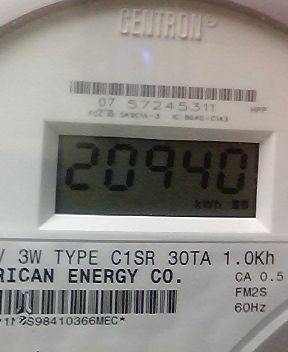 CENTRON®
07 57245311
20940
kWh
3W TYPE C1SR 30TA 1.0Kh
RICAN ENERGY CO.
CA 0.5
FM2S
60Hz
98410366MEC*